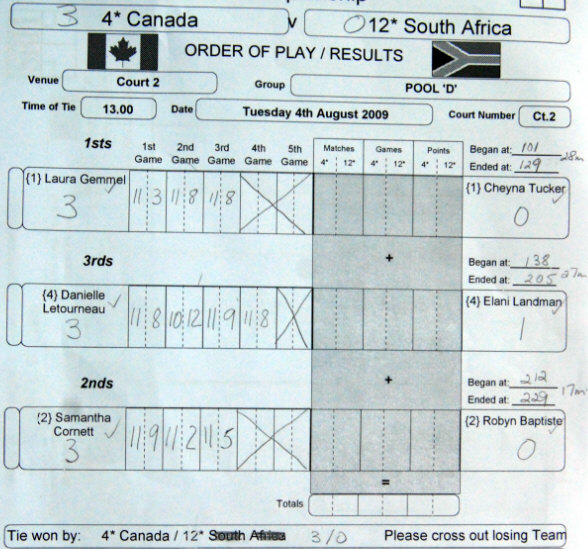 3 4* Canada v 0 12* South Africa
ORDER OF PLAY / RESULTS
Venue Court 2 Group POOL 'D'
Time of Tie 13.00 Date Tuesday 4th August 2009 Court Number Ct.2
1sts 1st Game 2nd Game 3rd Game 4th Game 5th Game Matches 4* 12* Games 4* 12* Points 4* 12* Began at: 101 Ended at: 129 28m
{1} Laura Gemmel 3 11 3 11 8 11 8 {1} Cheyna Tucker 0
3rds + Began at: 138 Ended at: 205 27m
{4} Danielle Letourneau 3 11 8 10 12 11 9 11 8 {4} Elani Landman 1
2nds + Began at: 212 Ended at: 229 17m
{2} Samantha Cornett 3 11 9 11 2 11 5 {2} Robyn Baptiste 0
=
Totals
Tie won by: 4* Canada / 12* South Africa 3/0 Please cross out losing Team